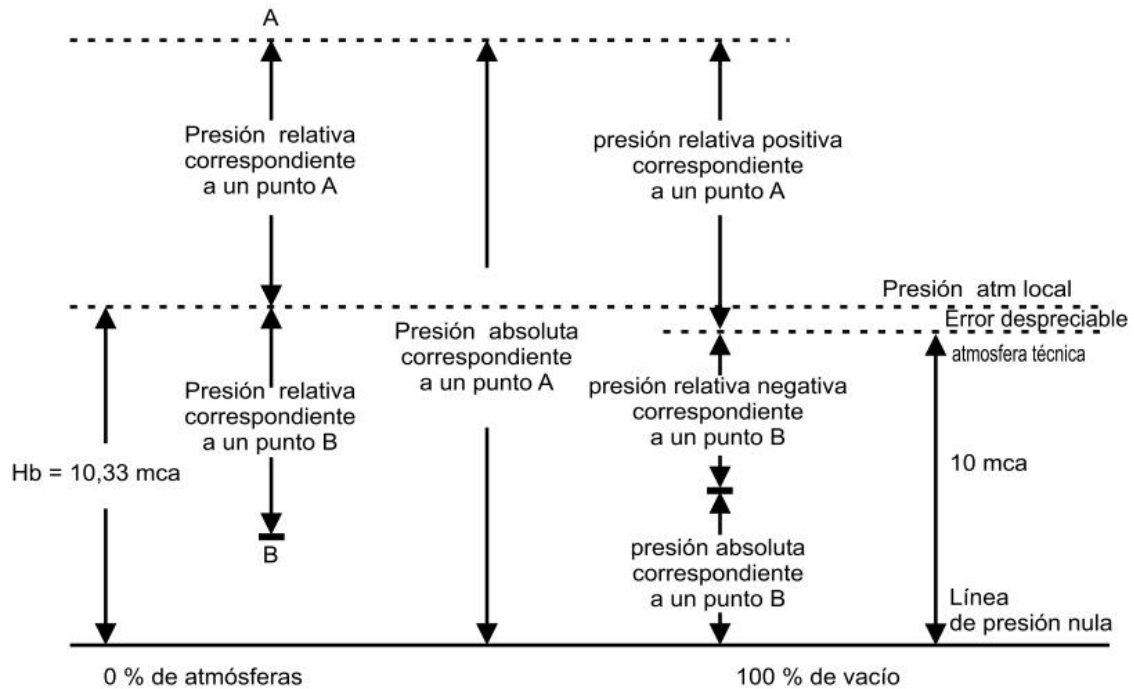 A
Presión relativa
correspondiente
a un punto A
presión relativa positiva
correspondiente
a un punto A
Presión atm local
Error despreciable
atmosfera técnica
Presión absoluta
correspondiente
a un punto A
Presión relativa
correspondiente
a un punto B
presión relativa negativa
correspondiente
a un punto B
Hb = 10,33 mca
10 mca
B
presión absoluta
correspondiente
a un punto B
Línea
de presión nula
0 % de atmósferas
100 % de vacío